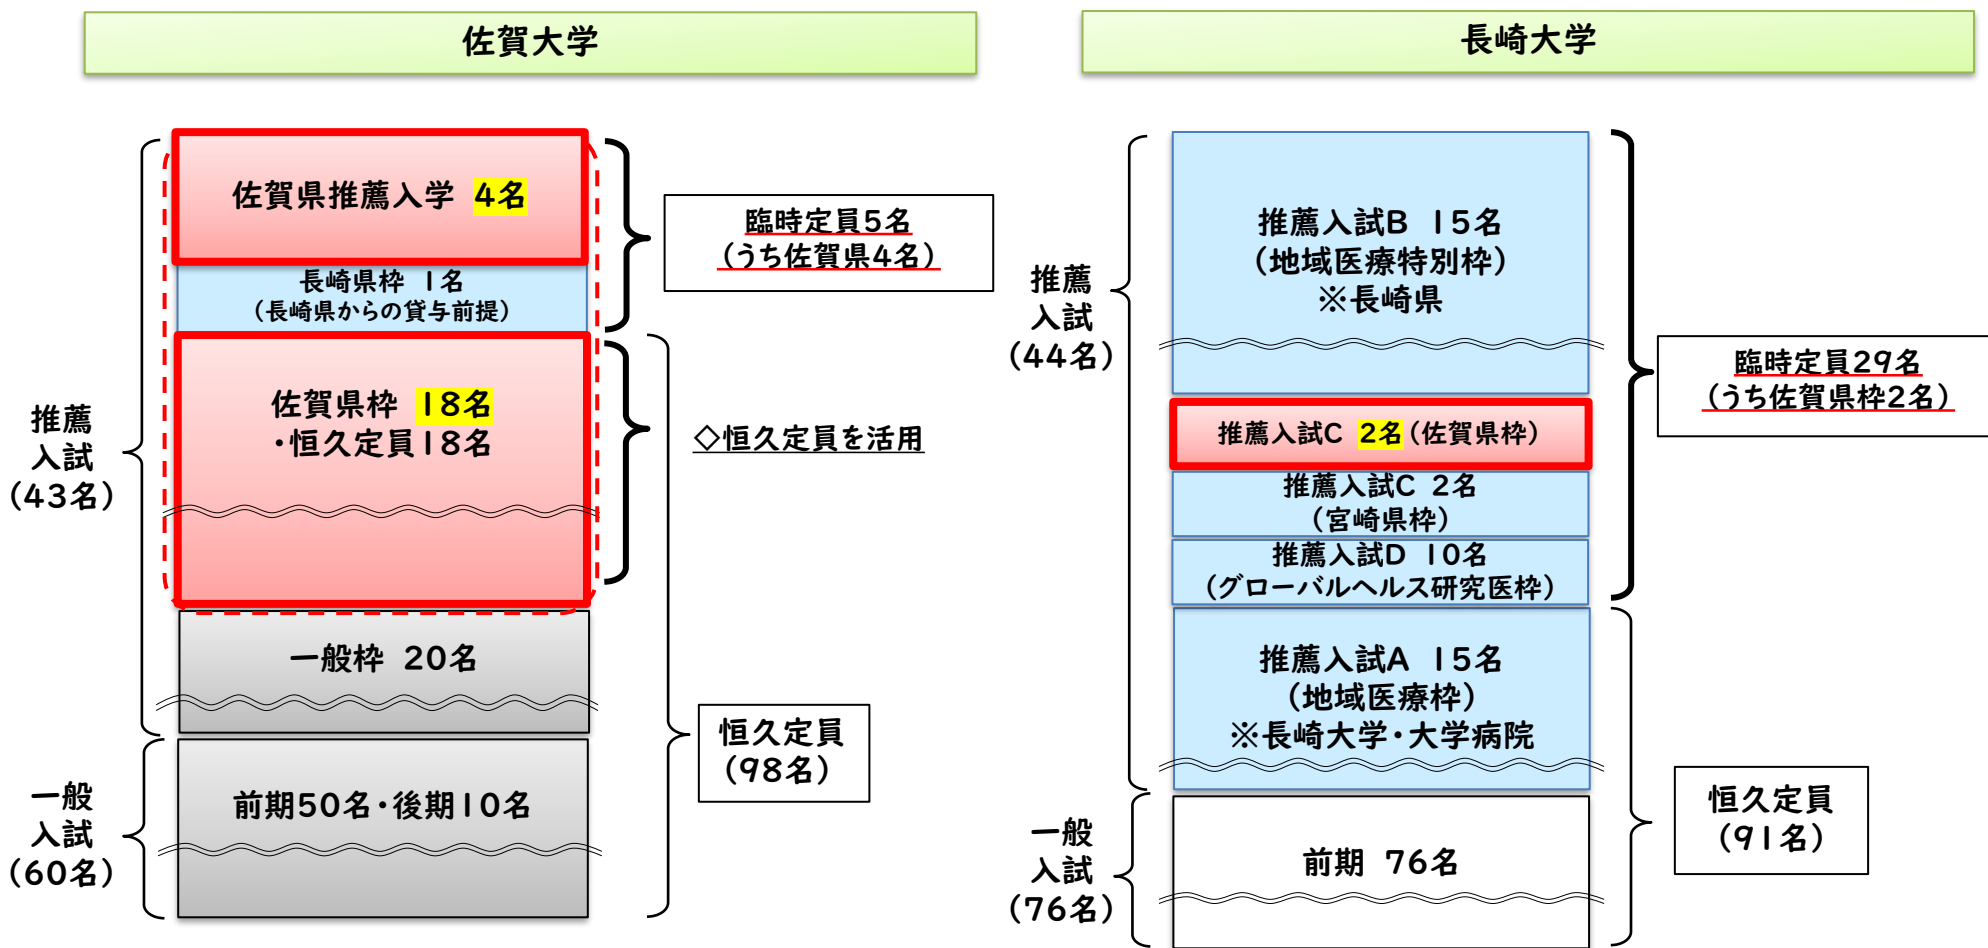 佐賀大学
推薦
入試
(43名)
一般
入試
(60名)
佐賀県推薦入学 4名
長崎県枠 1名
(長崎県からの貸与前提)
佐賀県枠 18名
・恒久定員18名
一般枠 20名
前期50名・後期10名
臨時定員5名
(うち佐賀県4名)
◇恒久定員を活用
恒久定員
(98名)
長崎大学
推薦
入試
(44名)
一般
入試
(76名)
推薦入試B 15名
(地域医療特別枠)
※長崎県
推薦入試C 2名(佐賀県枠)
推薦入試C 2名
(宮崎県枠)
推薦入試D 10名
(グローバルヘルス研究医枠)
推薦入試A 15名
(地域医療枠)
※長崎大学・大学病院
前期 76名
臨時定員29名
(うち佐賀県枠2名)
恒久定員
(91名)